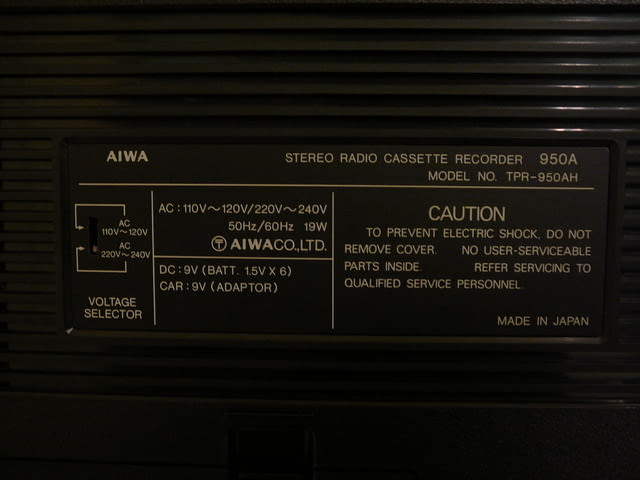 AIWA
STEREO RADIO CASSETTE RECORDER 950A
MODEL NO. TPR-950AH
AC
110V~120V
AC
220V~240V
VOLTAGE
SELECTOR
AC: 110V~120V/220V~240V
50Hz/60Hz 19W
Ⓣ AIWA CO., LTD.
DC: 9V (BATT. 1.5V X 6)
CAR: 9V (ADAPTOR)
CAUTION
TO PREVENT ELECTRIC SHOCK, DO NOT
REMOVE COVER. NO USER-SERVICEABLE
PARTS INSIDE. REFER SERVICING TO
QUALIFIED SERVICE PERSONNEL.
MADE IN JAPAN